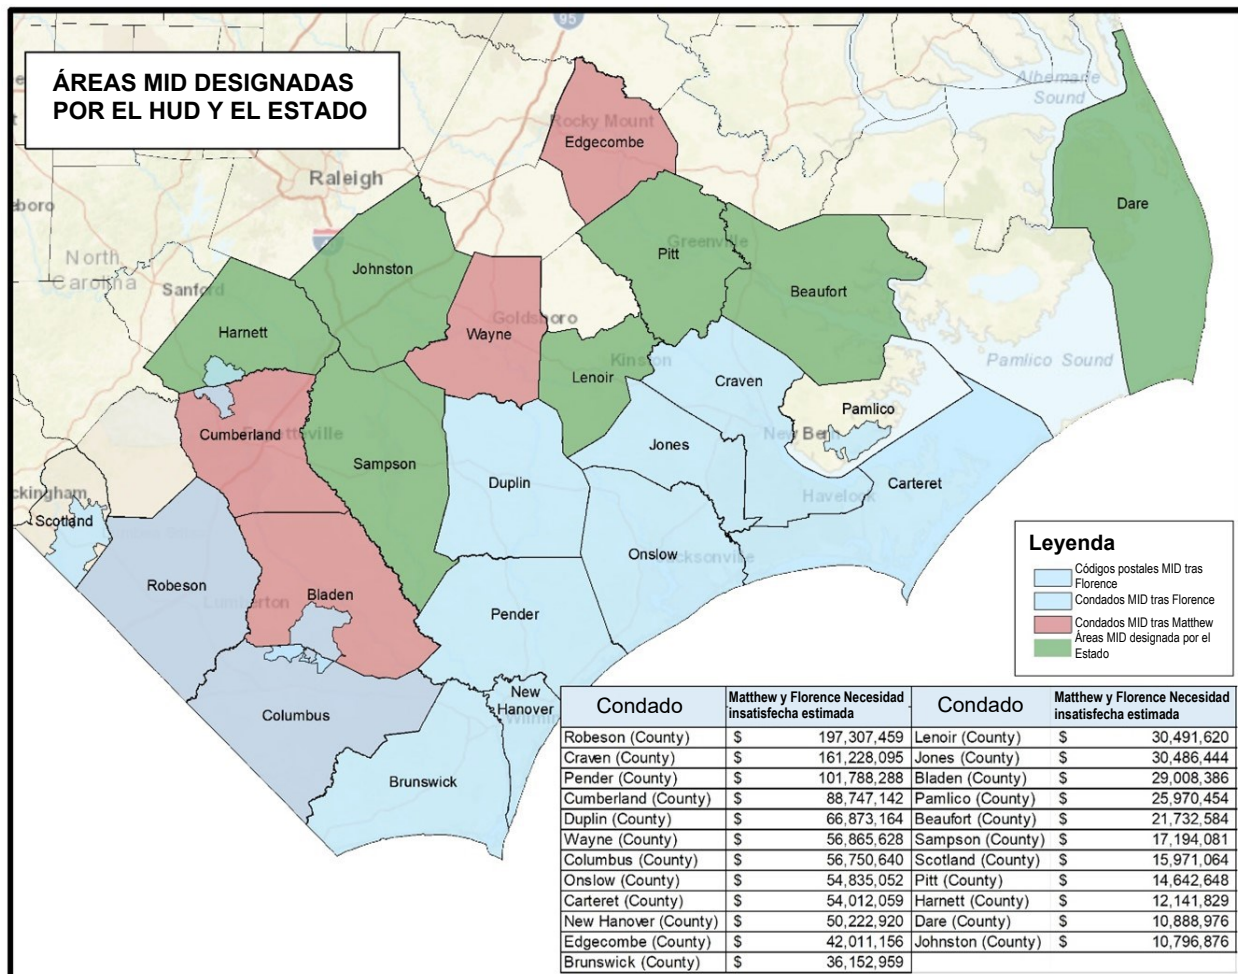 95
ÁREAS MID DESIGNADAS
POR EL HUD Y EL ESTADO
Albemarle
Sound
Rocky Mount
Edgecombe
Raleigh
Dare
boro
North
Carolina
Sanford
Johnston
Greenville
Pitt
Beaufort
Harnett
Goldsboro
Wayne
Kinston
Lenoir
Pamlico Sound
Craven
Pamlico
Cumberland
New Bern
Jones
Sampson
Duplin
Carteret
Havelock
ckingham
Scotland
Onslow
Jacksonville
Robeson
Lumberton
Bladen
Pender
Leyenda
Códigos postales MID tras
Florence
Condados MID tras Florence
Condados MID tras Matthew
Áreas MID designada por el
Estado
New
Hanover
Columbus
Brunswick
Condado Matthew y Florence Necesidad insatisfecha estimada Condado Matthew y Florence Necesidad insatisfecha estimada
Robeson (County) $ 197,307,459 Lenoir (County) $ 30,491,620
Craven (County) $ 161,228,095 Jones (County) $ 30,486,444
Pender (County) $ 101,788,288 Bladen (County) $ 29,008,386
Cumberland (County) $ 88,747,142 Pamlico (County) $ 25,970,454
Duplin (County) $ 66,873,164 Beaufort (County) $ 21,732,584
Wayne (County) $ 56,865,628 Sampson (County) $ 17,194,081
Columbus (County) $ 56,750,640 Scotland (County) $ 15,971,064
Onslow (County) $ 54,835,052 Pitt (County) $ 14,642,648
Carteret (County) $ 54,012,059 Harnett (County) $ 12,141,829
New Hanover (County) $ 50,222,920 Dare (County) $ 10,888,976
Edgecombe (County) $ 42,011,156 Johnston (County) $ 10,796,876
Brunswick (County) $ 36,152,959